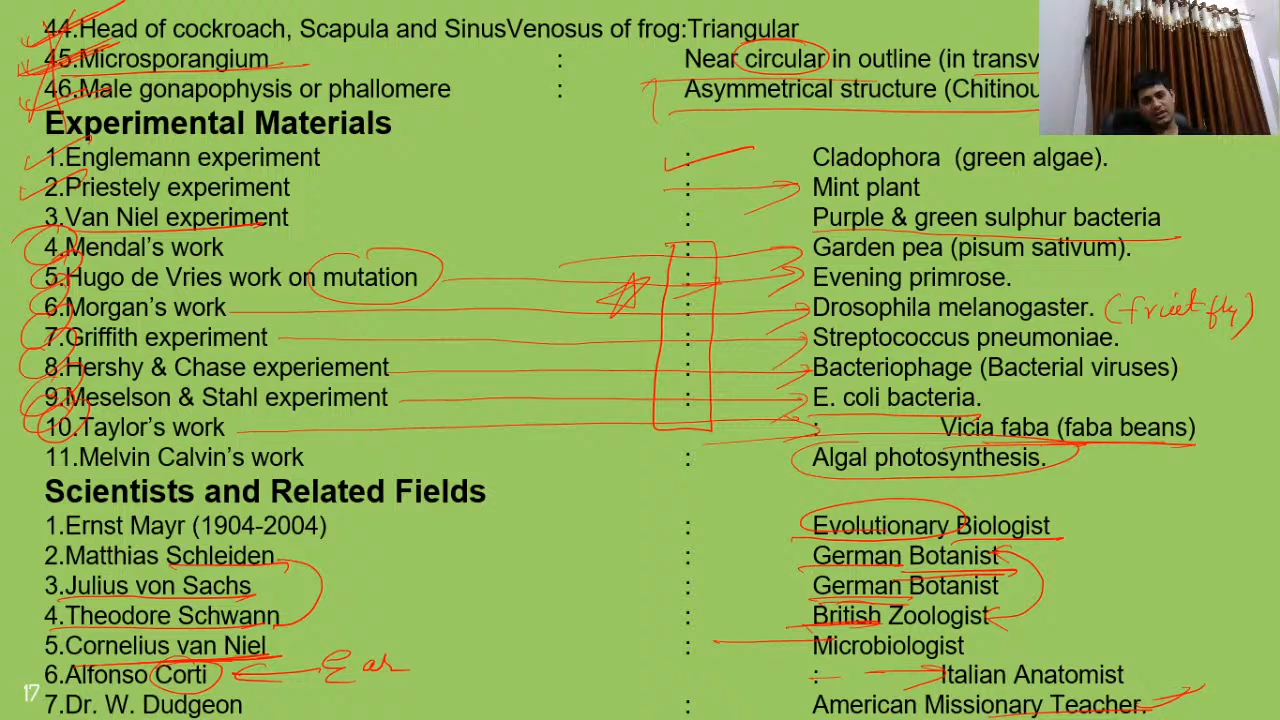 44.Head of cockroach, Scapula and SinusVenosus of frog:Triangular
45.Microsporangium : Near circular in outline (in transv
46.Male gonapophysis or phallomere : Asymmetrical structure (Chitinou
Experimental Materials
1.Englemann experiment : Cladophora (green algae).
2.Priestely experiment : Mint plant
3.Van Niel experiment : Purple & green sulphur bacteria
4.Mendal's work : Garden pea (pisum sativum).
5.Hugo de Vries work on mutation : Evening primrose.
6.Morgan's work : Drosophila melanogaster. (fruit fly)
7.Griffith experiment : Streptococcus pneumoniae.
8.Hershy & Chase experiement : Bacteriophage (Bacterial viruses)
9.Meselson & Stahl experiment : E. coli bacteria.
10.Taylor's work : Vicia faba (faba beans)
11.Melvin Calvin's work : Algal photosynthesis.
Scientists and Related Fields
1.Ernst Mayr (1904-2004) : Evolutionary Biologist
2.Matthias Schleiden : German Botanist
3.Julius von Sachs : German Botanist
4.Theodore Schwann : British Zoologist
5.Cornelius van Niel : Microbiologist
6.Alfonso Corti Ear : Italian Anatomist
7.Dr. W. Dudgeon : American Missionary Teacher.
17